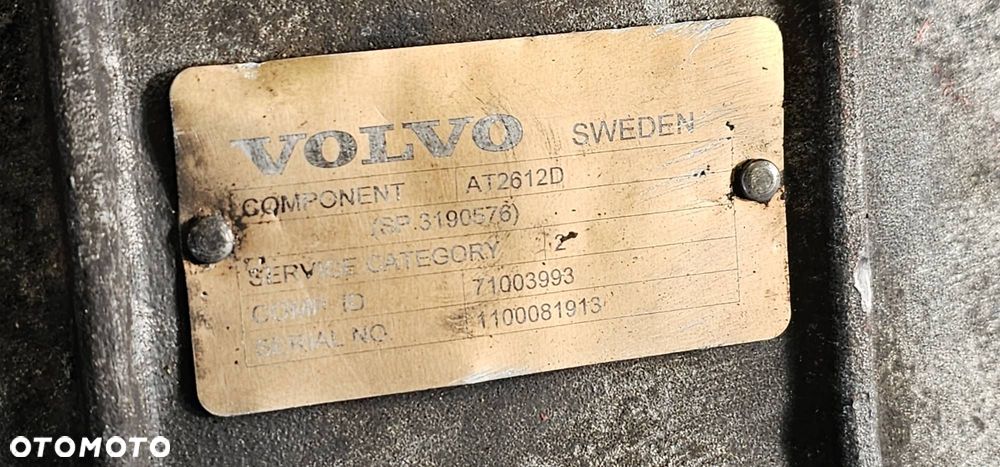 VOLVO SWEDEN
COMPONENT AT2612D
(SP 3190576)
SERVICE CATEGORY 2
COMP ID 71003993
SERIAL NO. 1100081913
OTOMOTO